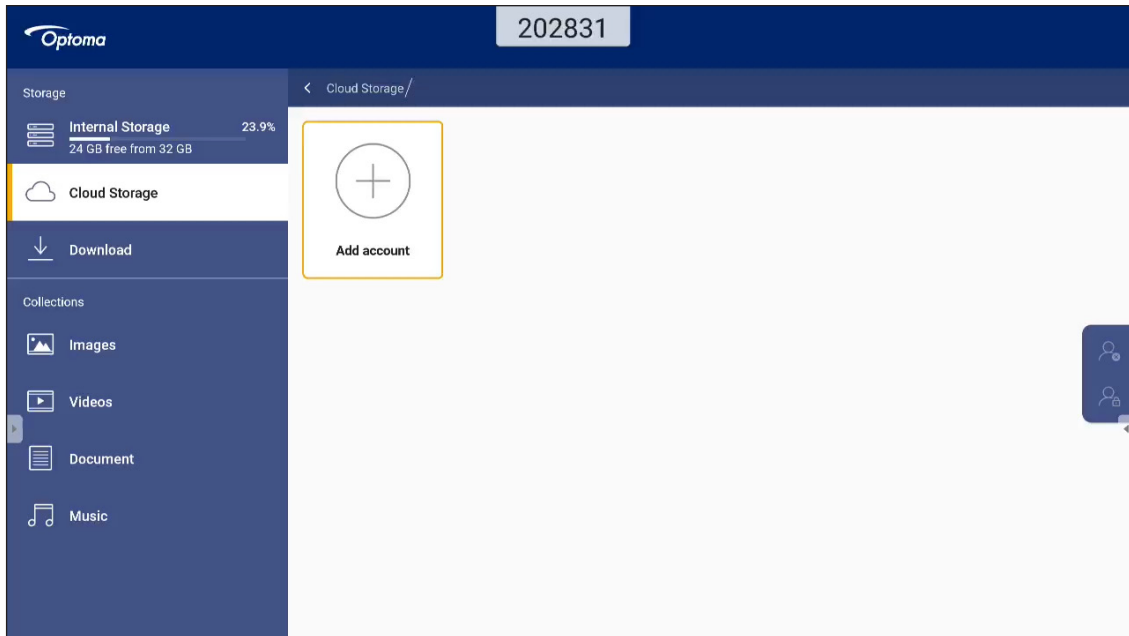 Optoma
202831
Storage
Cloud Storage/
Internal Storage 23.9%
24 GB free from 32 GB
Cloud Storage
Add account
Download
Collections
Images
Videos
Document
Music